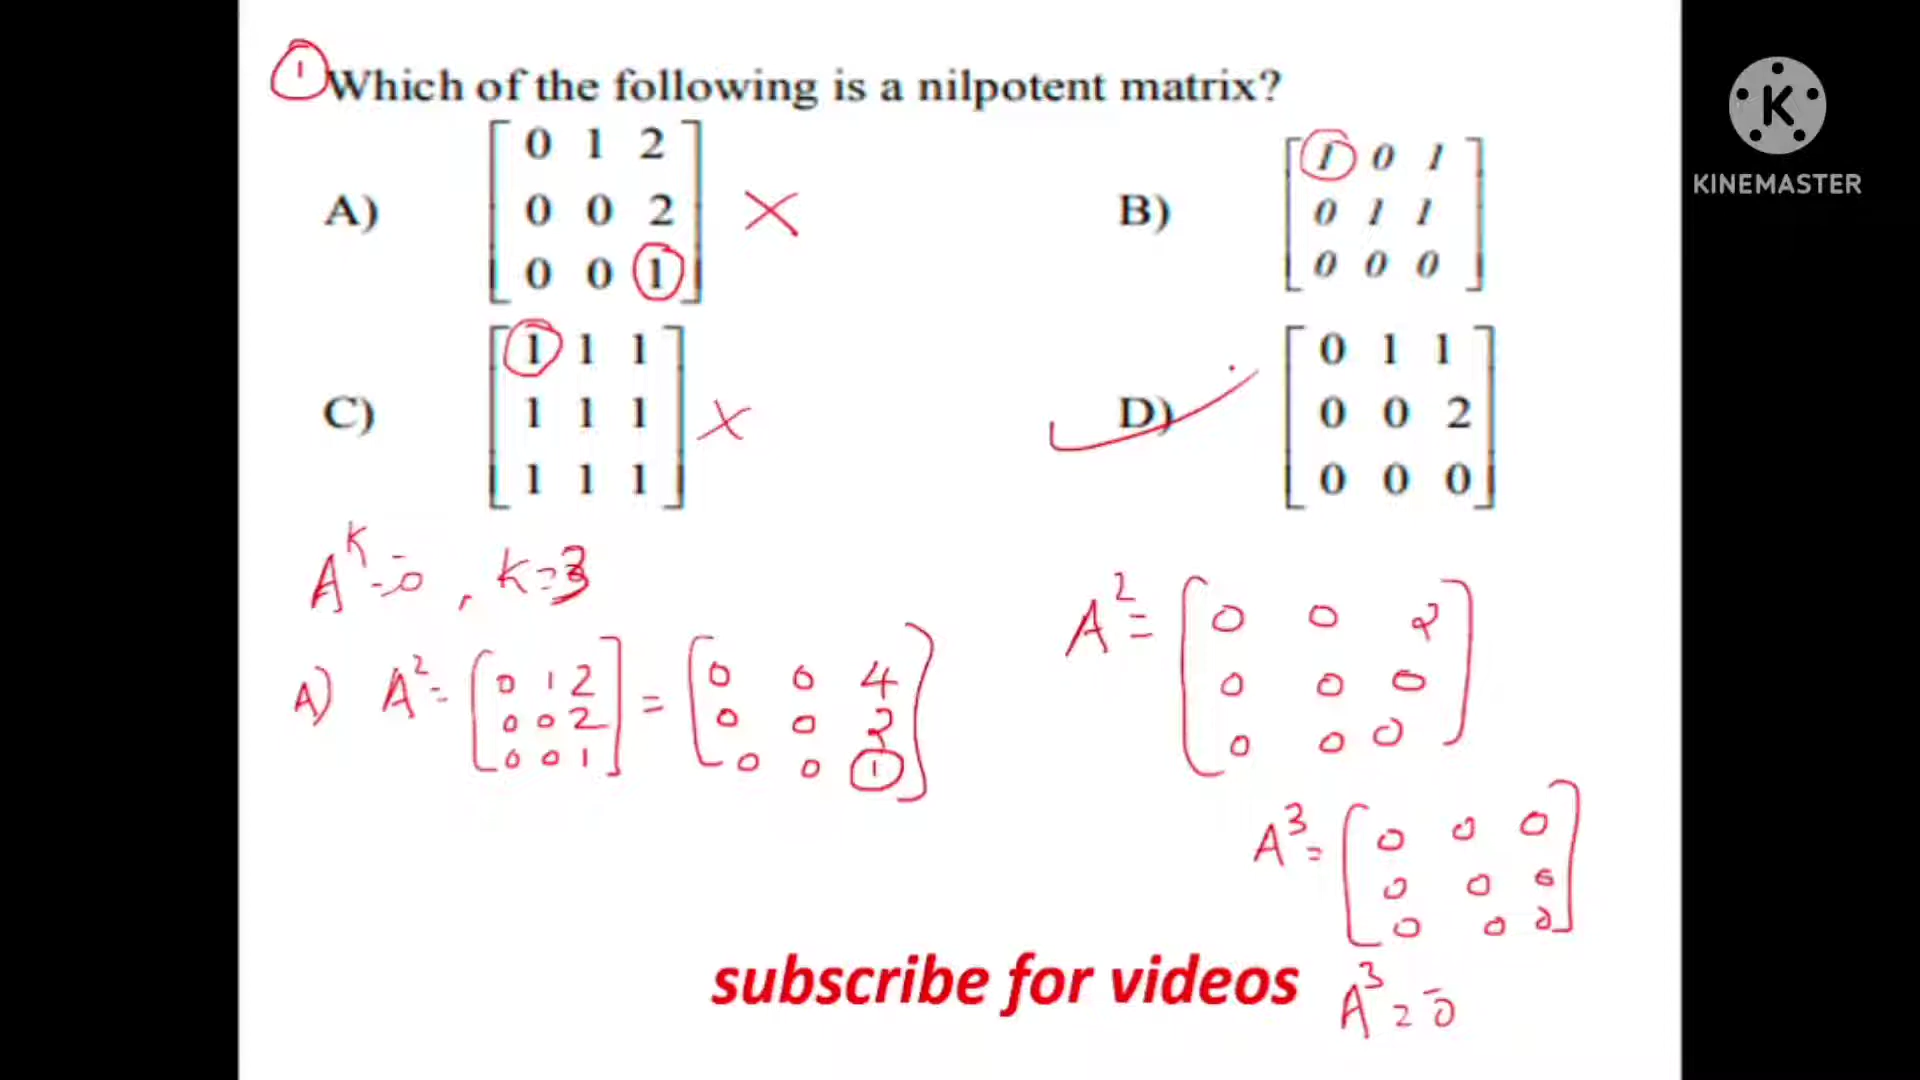 ① Which of the following is a nilpotent matrix?
A)
0 1 2
0 0 2
0 0 1
×
B)
1 0 1
0 1 1
0 0 0
C)
1 1 1
1 1 1
1 1 1
×
D)
0 1 1
0 0 2
0 0 0
A^K = 0, K=3
A) A^2 = [0 1 2 / 0 0 2 / 0 0 1] = [0 0 4 / 0 0 2 / 0 0 1]
A^2 = [0 0 2 / 0 0 0 / 0 0 0]
A^3 = [0 0 0 / 0 0 0 / 0 0 0]
A^3 = 0
subscribe for videos
K
KINEMASTER